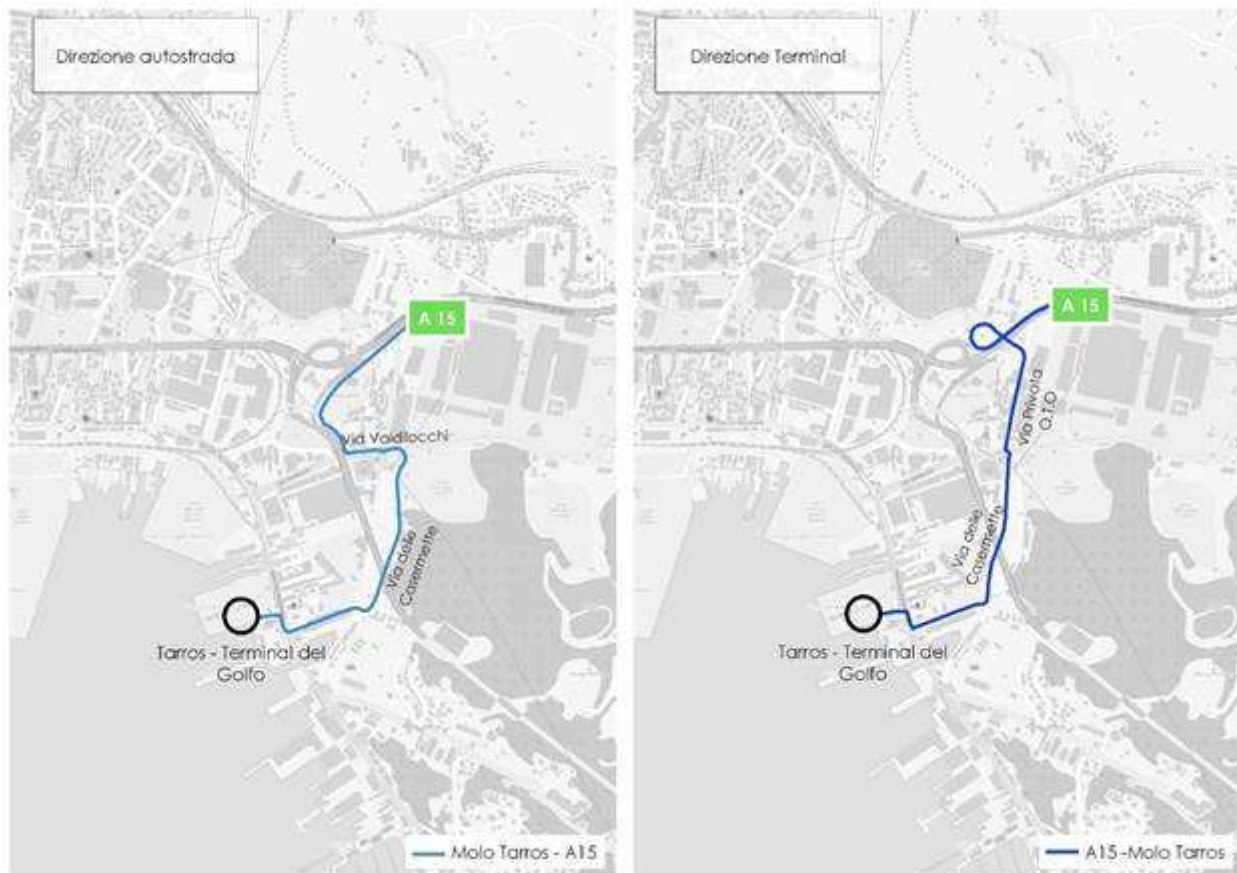 Direzione autostrada
A 15
Via Valdilocchi
Via delle
Casermette
Tarros - Terminal del
Golfo
Molo Tarros - A15
Direzione Terminal
A 15
Via Privata
O.T.O
Via delle
Casermette
Tarros - Terminal del
Golfo
A15 -Molo Tarros